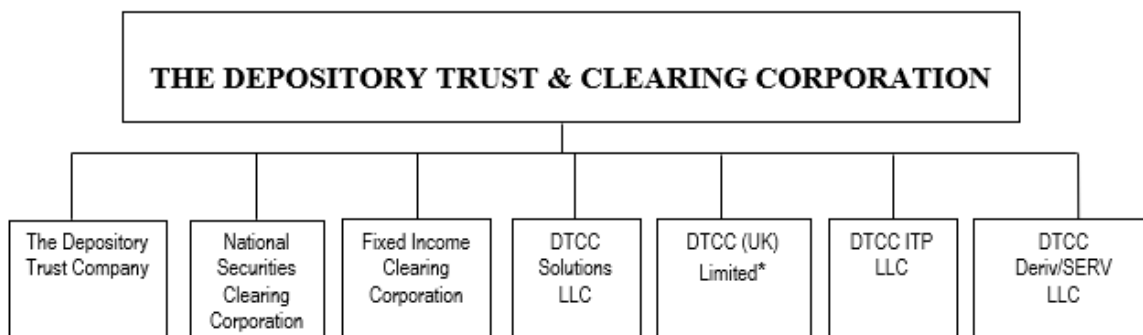 THE DEPOSITORY TRUST & CLEARING CORPORATION
The Depository
Trust Company
National
Securities
Clearing
Corporation
Fixed Income
Clearing
Corporation
DTCC
Solutions
LLC
DTCC (UK)
Limited*
DTCC ITP
LLC
DTCC
Deriv/SERV
LLC